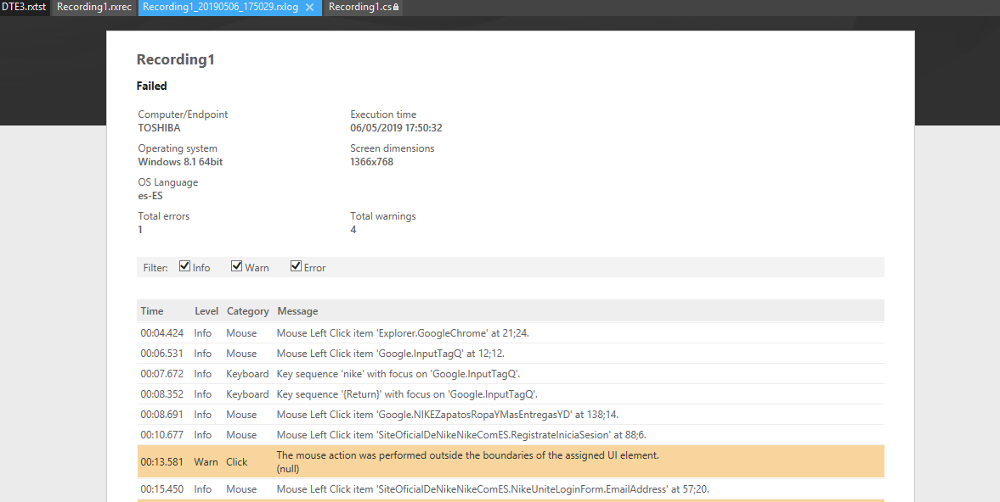 DTE3.rxtst Recording1.rxrec Recording1_20190506_175029.rxlog Recording1.cs
Recording1
Failed
Computer/Endpoint Execution time
TOSHIBA 06/05/2019 17:50:32
Operating system Screen dimensions
Windows 8.1 64bit 1366x768
OS Language
es-ES
Total errors Total warnings
1 4
Filter: Info Warn Error
Time Level Category Message
00:04.424 Info Mouse Mouse Left Click item 'Explorer.GoogleChrome' at 21;24.
00:06.531 Info Mouse Mouse Left Click item 'Google.InputTagQ' at 12;12.
00:07.672 Info Keyboard Key sequence 'nike' with focus on 'Google.InputTagQ'.
00:08.352 Info Keyboard Key sequence '{Return}' with focus on 'Google.InputTagQ'.
00:08.691 Info Mouse Mouse Left Click item 'Google.NIKEZapatosRopaYMasEntregasYD' at 138;14.
00:10.677 Info Mouse Mouse Left Click item 'SiteOficialDeNikeNikeComES.RegistrateIniciaSesion' at 88;6.
00:13.581 Warn Click The mouse action was performed outside the boundaries of the assigned UI element.
(null)
00:15.450 Info Mouse Mouse Left Click item 'SiteOficialDeNikeNikeComES.NikeUniteLoginForm.EmailAddress' at 57;20.